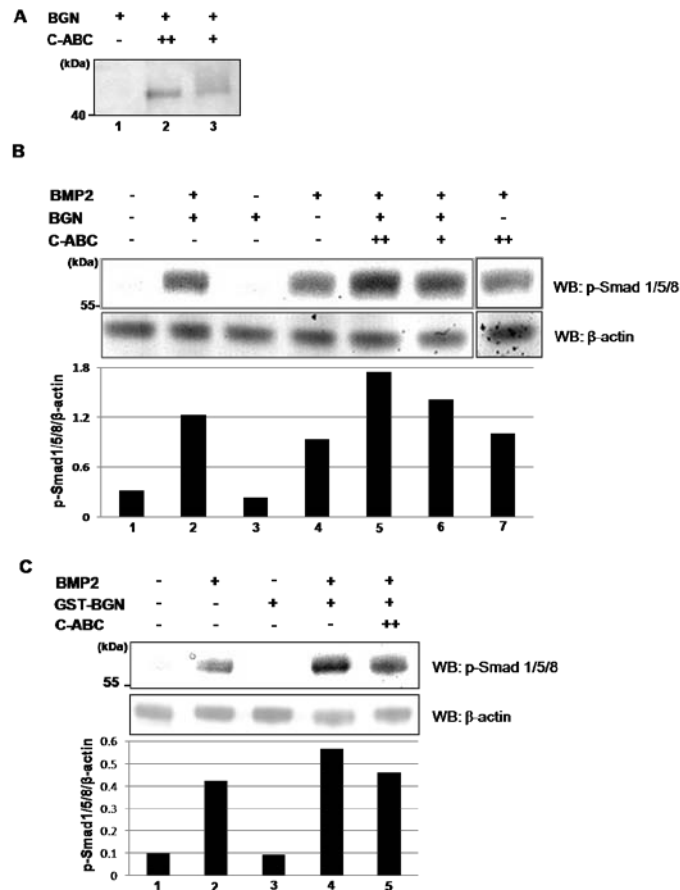 A
BGN + + +
C-ABC - ++ +
(kDa)
40
1 2 3
B
BMP2 - + - + + + +
BGN - + + - + + -
C-ABC - - - - ++ + ++
(kDa)
55
WB: p-Smad 1/5/8
WB: β-actin
p-Smad1/5/8/β-actin
1.8
1.2
0.6
0
1 2 3 4 5 6 7
C
BMP2 - + - + +
GST-BGN - - + + +
C-ABC - - - - ++
(kDa)
55
WB: p-Smad 1/5/8
WB: β-actin
p-Smad1/5/8/β-actin
0.6
0.5
0.4
0.3
0.2
0.1
0
1 2 3 4 5